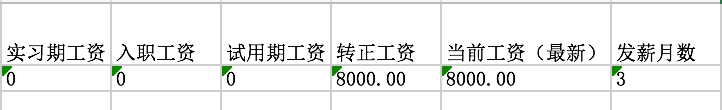 实习期工资 入职工资 试用期工资 转正工资 当前工资（最新） 发薪月数
0 0 0 8000.00 8000.00 3